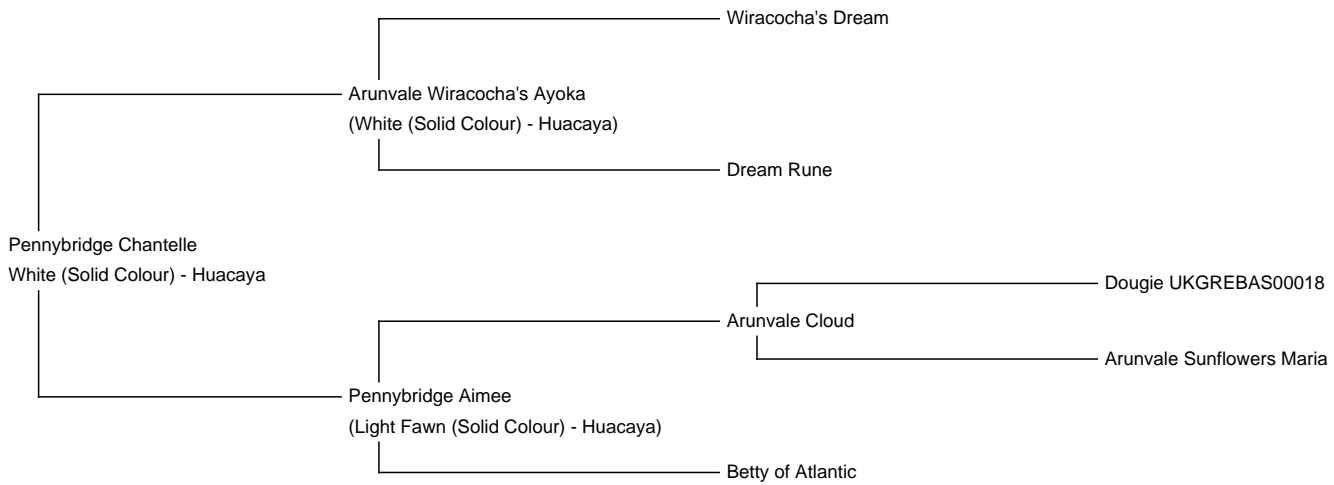 Wiracocha's Dream
Arunvale Wiracocha's Ayoka
(White (Solid Colour) - Huacaya)
Dream Rune
Pennybridge Chantelle
White (Solid Colour) - Huacaya
Dougie UKGREBAS00018
Arunvale Cloud
Arunvale Sunflowers Maria
Pennybridge Aimee
(Light Fawn (Solid Colour) - Huacaya)
Betty of Atlantic